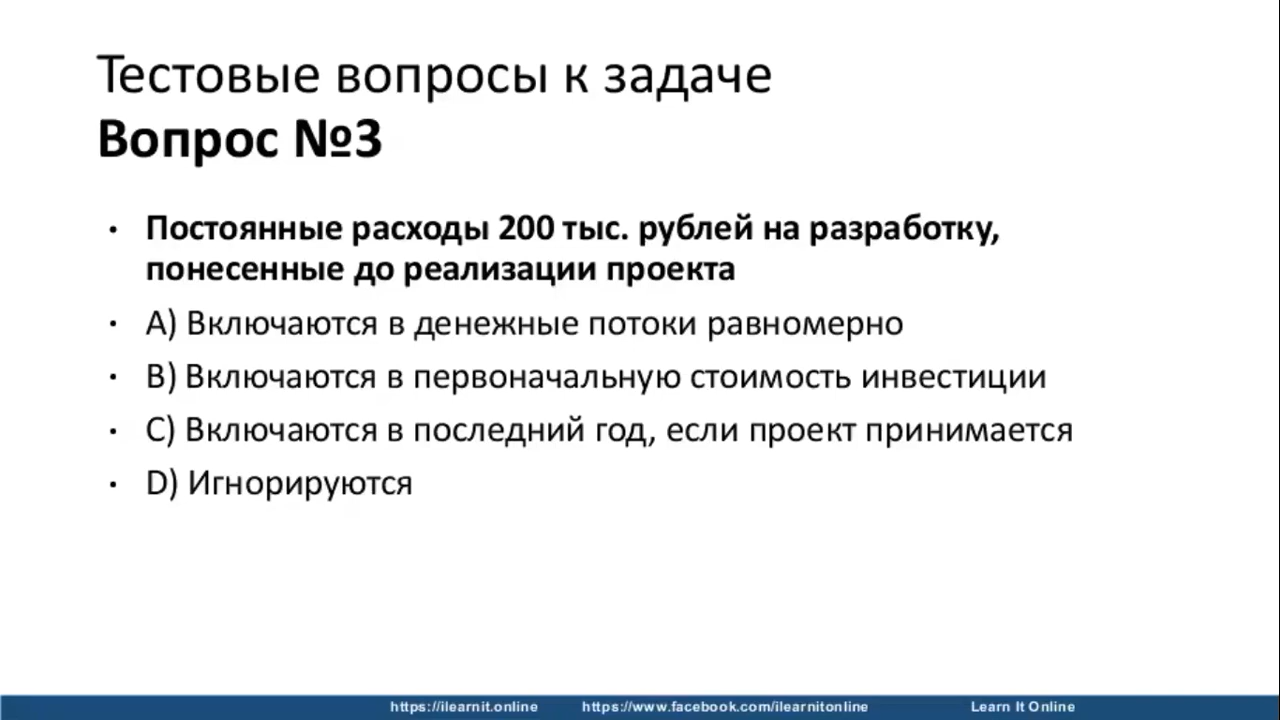 Тестовые вопросы к задаче
Вопрос №3
• Постоянные расходы 200 тыс. рублей на разработку,
понесенные до реализации проекта
• A) Включаются в денежные потоки равномерно
• B) Включаются в первоначальную стоимость инвестиции
• C) Включаются в последний год, если проект принимается
• D) Игнорируются
https://ilearnit.online https://www.facebook.com/ilearnitonline Learn It Online